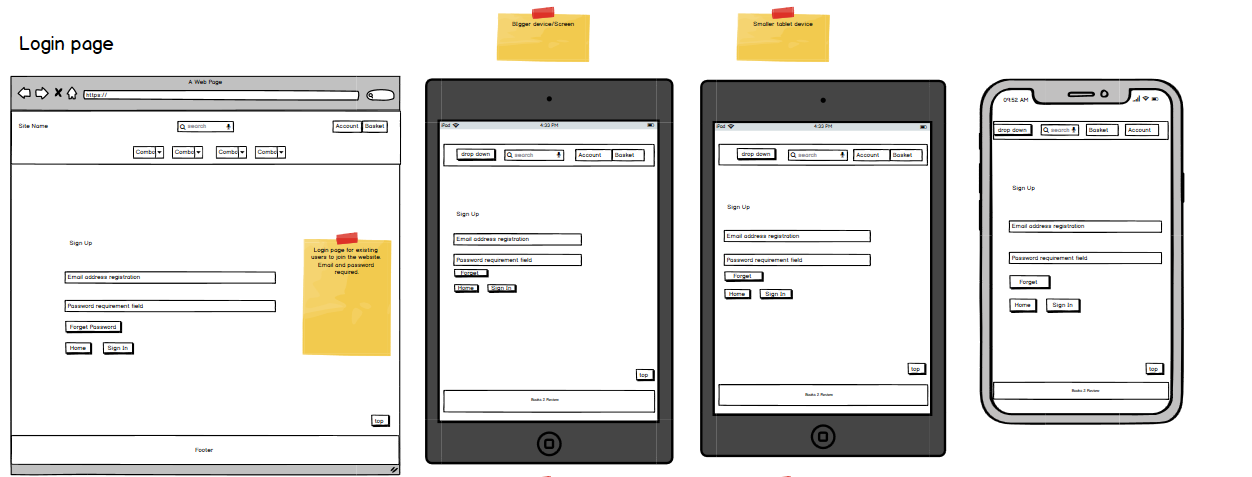 Bigger device/Screen
Smaller tablet device
Login page
A Web Page
https://
Site Name
search
Account
Basket
Combo
Combo
Combo
Combo
Sign Up
Login page for existing
users to join the website.
Email and password
required.
Email address registration
Password requirement field
Forget Password
Home
Sign In
top
Footer
iPad
4:33 PM
drop down
search
Account
Basket
Sign Up
Email address registration
Password requirement field
Forget
Home
Sign In
top
Books 2 Review
iPad
4:33 PM
drop down
search
Account
Basket
Sign Up
Email address registration
Password requirement field
Forget
Home
Sign In
top
Books 2 Review
09:52 AM
drop down
search
Basket
Account
Sign Up
Email address registration
Password requirement field
Forget
Home
Sign In
top
Books 2 Review